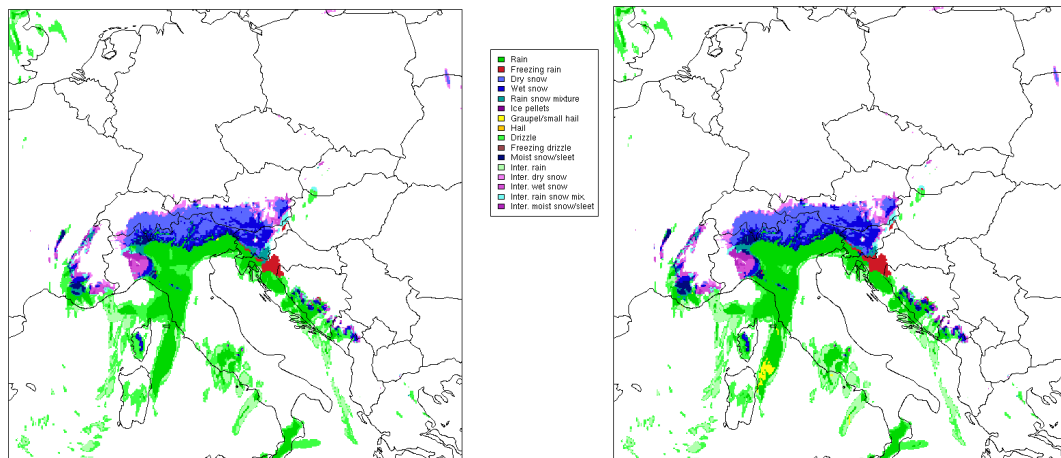 Rain
Freezing rain
Dry snow
Wet snow
Rain snow mixture
Ice pellets
Graupel/small hail
Hail
Drizzle
Freezing drizzle
Moist snow/sleet
Inter. rain
Inter. dry snow
Inter. wet snow
Inter. rain snow mix.
Inter. moist snow/sleet